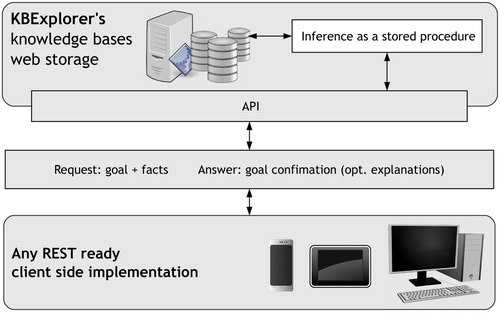 KBExplorer's
knowledge bases
web storage
Inference as a stored procedure
API
Request: goal + facts
Answer: goal confimation (opt. explanations)
Any REST ready
client side implementation